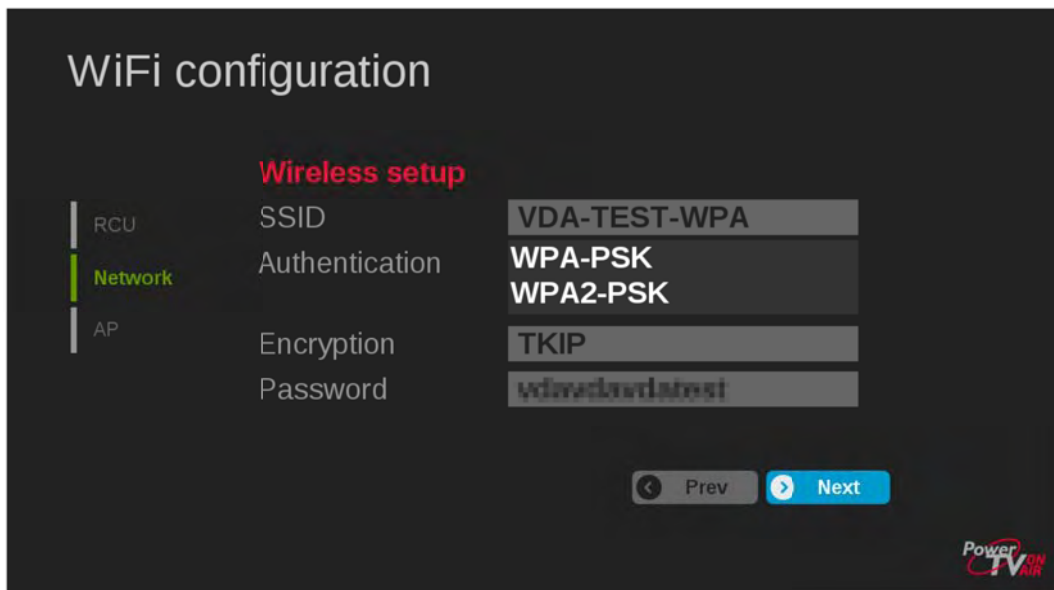 WiFi configuration
Wireless setup
RCU
Network
AP
SSID VDA-TEST-WPA
Authentication WPA-PSK
WPA2-PSK
Encryption TKIP
Password
Prev Next
Power
TV ON
AIR